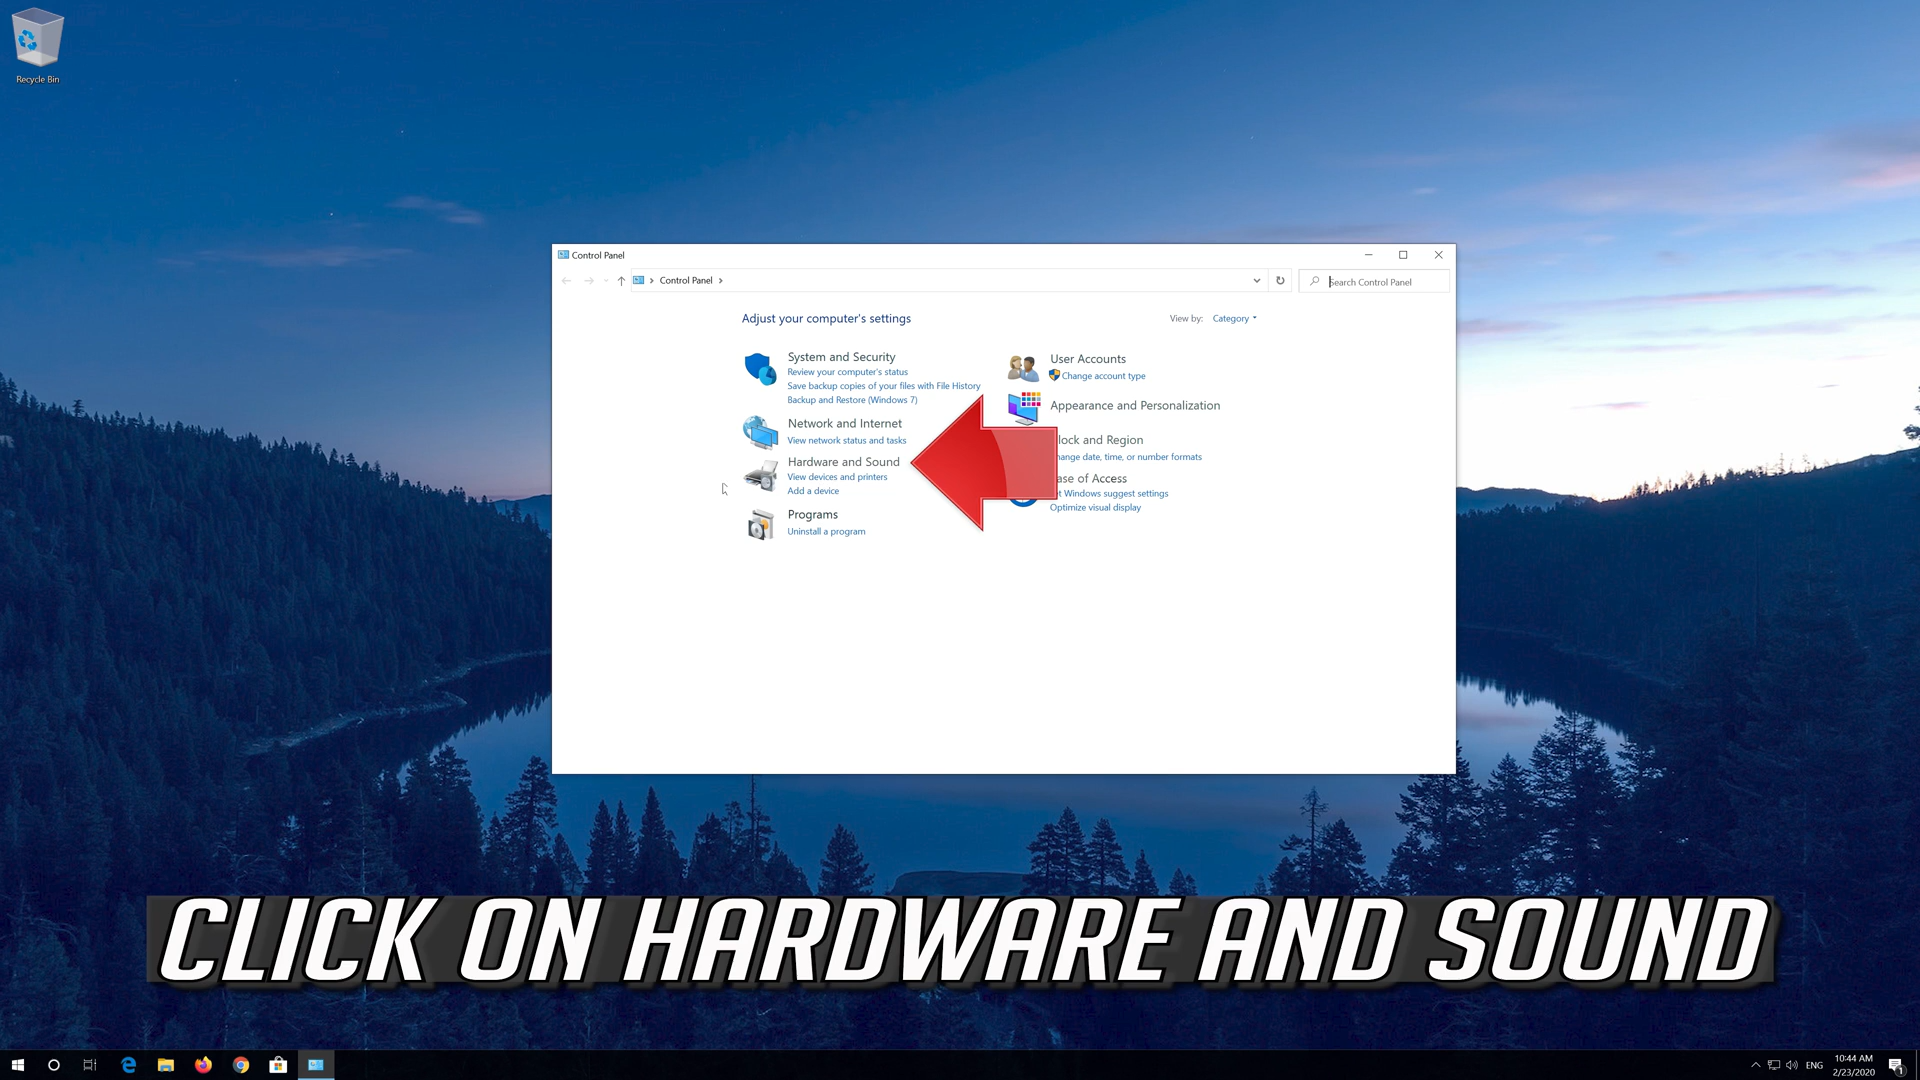 Recycle Bin
Control Panel
Control Panel
Search Control Panel
Adjust your computer's settings
View by: Category
System and Security
Review your computer's status
Save backup copies of your files with File History
Backup and Restore (Windows 7)
Network and Internet
View network status and tasks
Hardware and Sound
View devices and printers
Add a device
Programs
Uninstall a program
User Accounts
Change account type
Appearance and Personalization
lock and Region
hange date, time, or number formats
ase of Access
t Windows suggest settings
Optimize visual display
CLICK ON HARDWARE AND SOUND
ENG
10:44 AM
2/23/2020
1